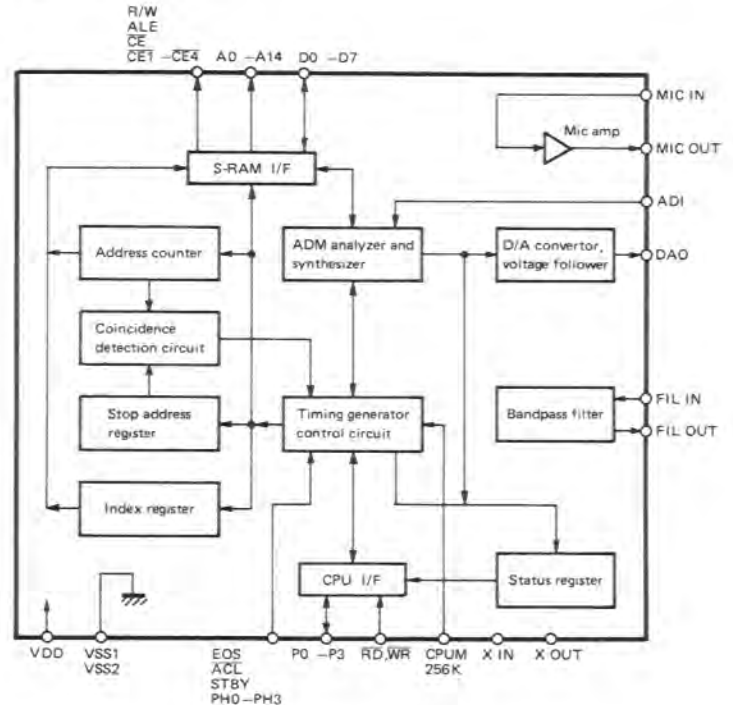 R/W
ALE
CE
CE1 - CE4 A0 - A14 D0 - D7
MIC IN
Mic amp
MIC OUT
S-RAM I/F
ADI
Address counter
ADM analyzer and
synthesizer
D/A convertor,
voltage follower
DAO
Coincidence
detection circuit
FIL IN
Stop address
register
Timing generator
control circuit
Bandpass filter
FIL OUT
Index register
CPU I/F
Status register
VDD
VSS1
VSS2
EOS
ACL
STBY
PH0-PH3
P0 -P3
RD,WR
CPUM
256K
X IN
X OUT